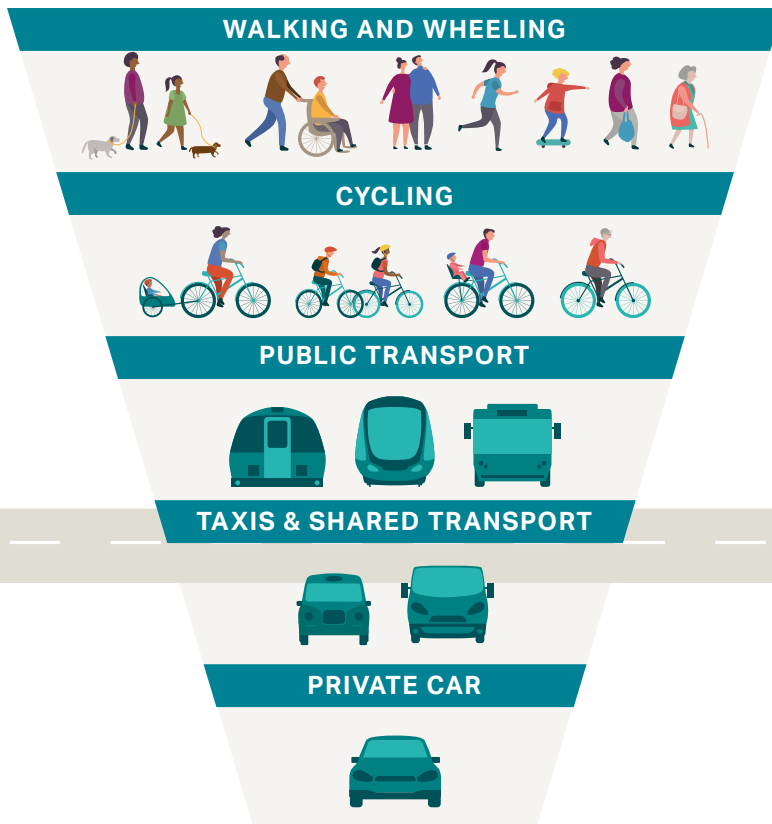 WALKING AND WHEELING
CYCLING
PUBLIC TRANSPORT
TAXIS & SHARED TRANSPORT
PRIVATE CAR